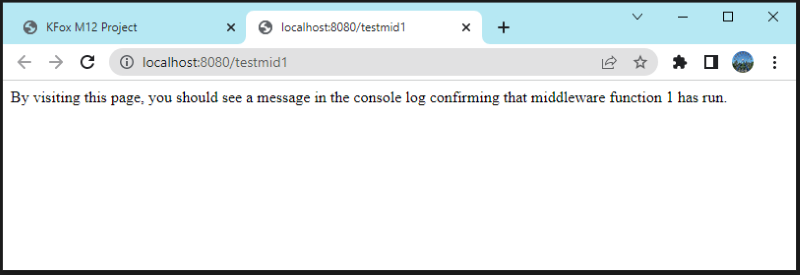 KFox M12 Project
localhost:8080/testmid1
localhost:8080/testmid1
By visiting this page, you should see a message in the console log confirming that middleware function 1 has run.